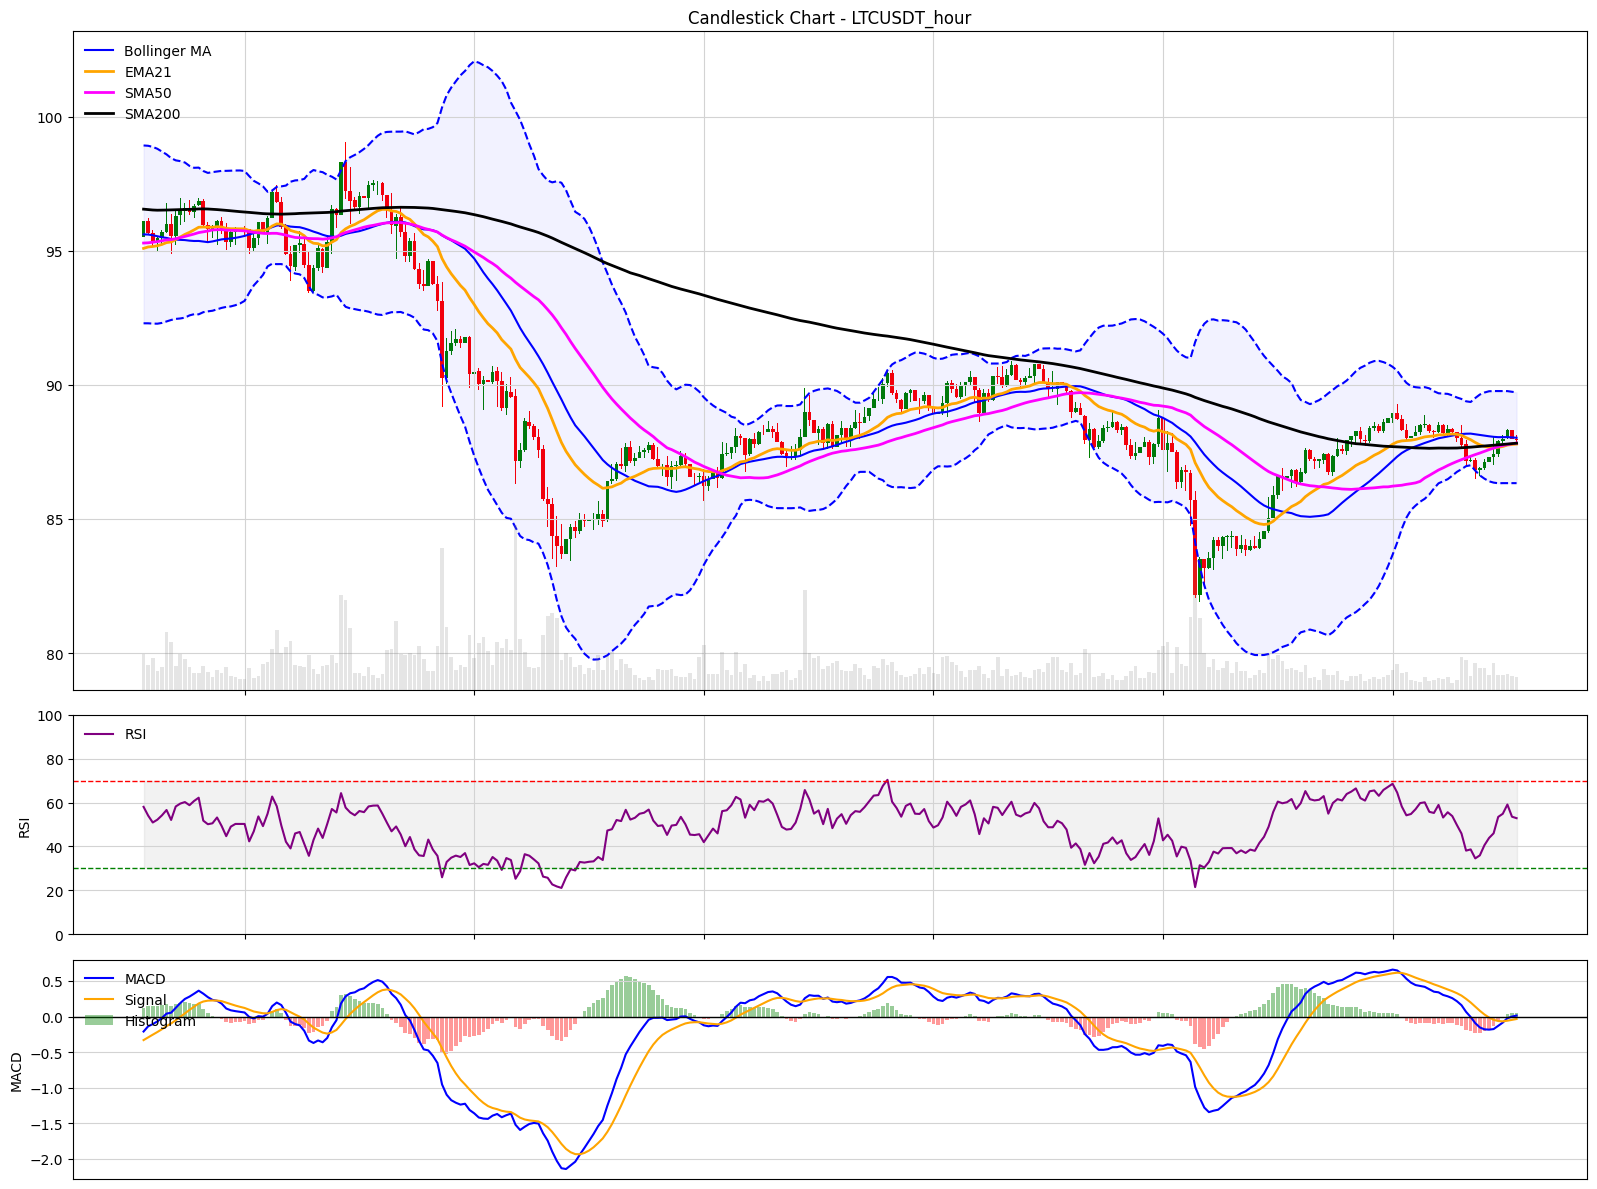 Candlestick Chart - LTCUSDT_hour
Bollinger MA
EMA21
SMA50
SMA200
100
95
90
85
80
RSI
100
80
60
40
20
0
RSI
MACD
Signal
Histogram
0.5
0.0
−0.5
−1.0
−1.5
−2.0
MACD